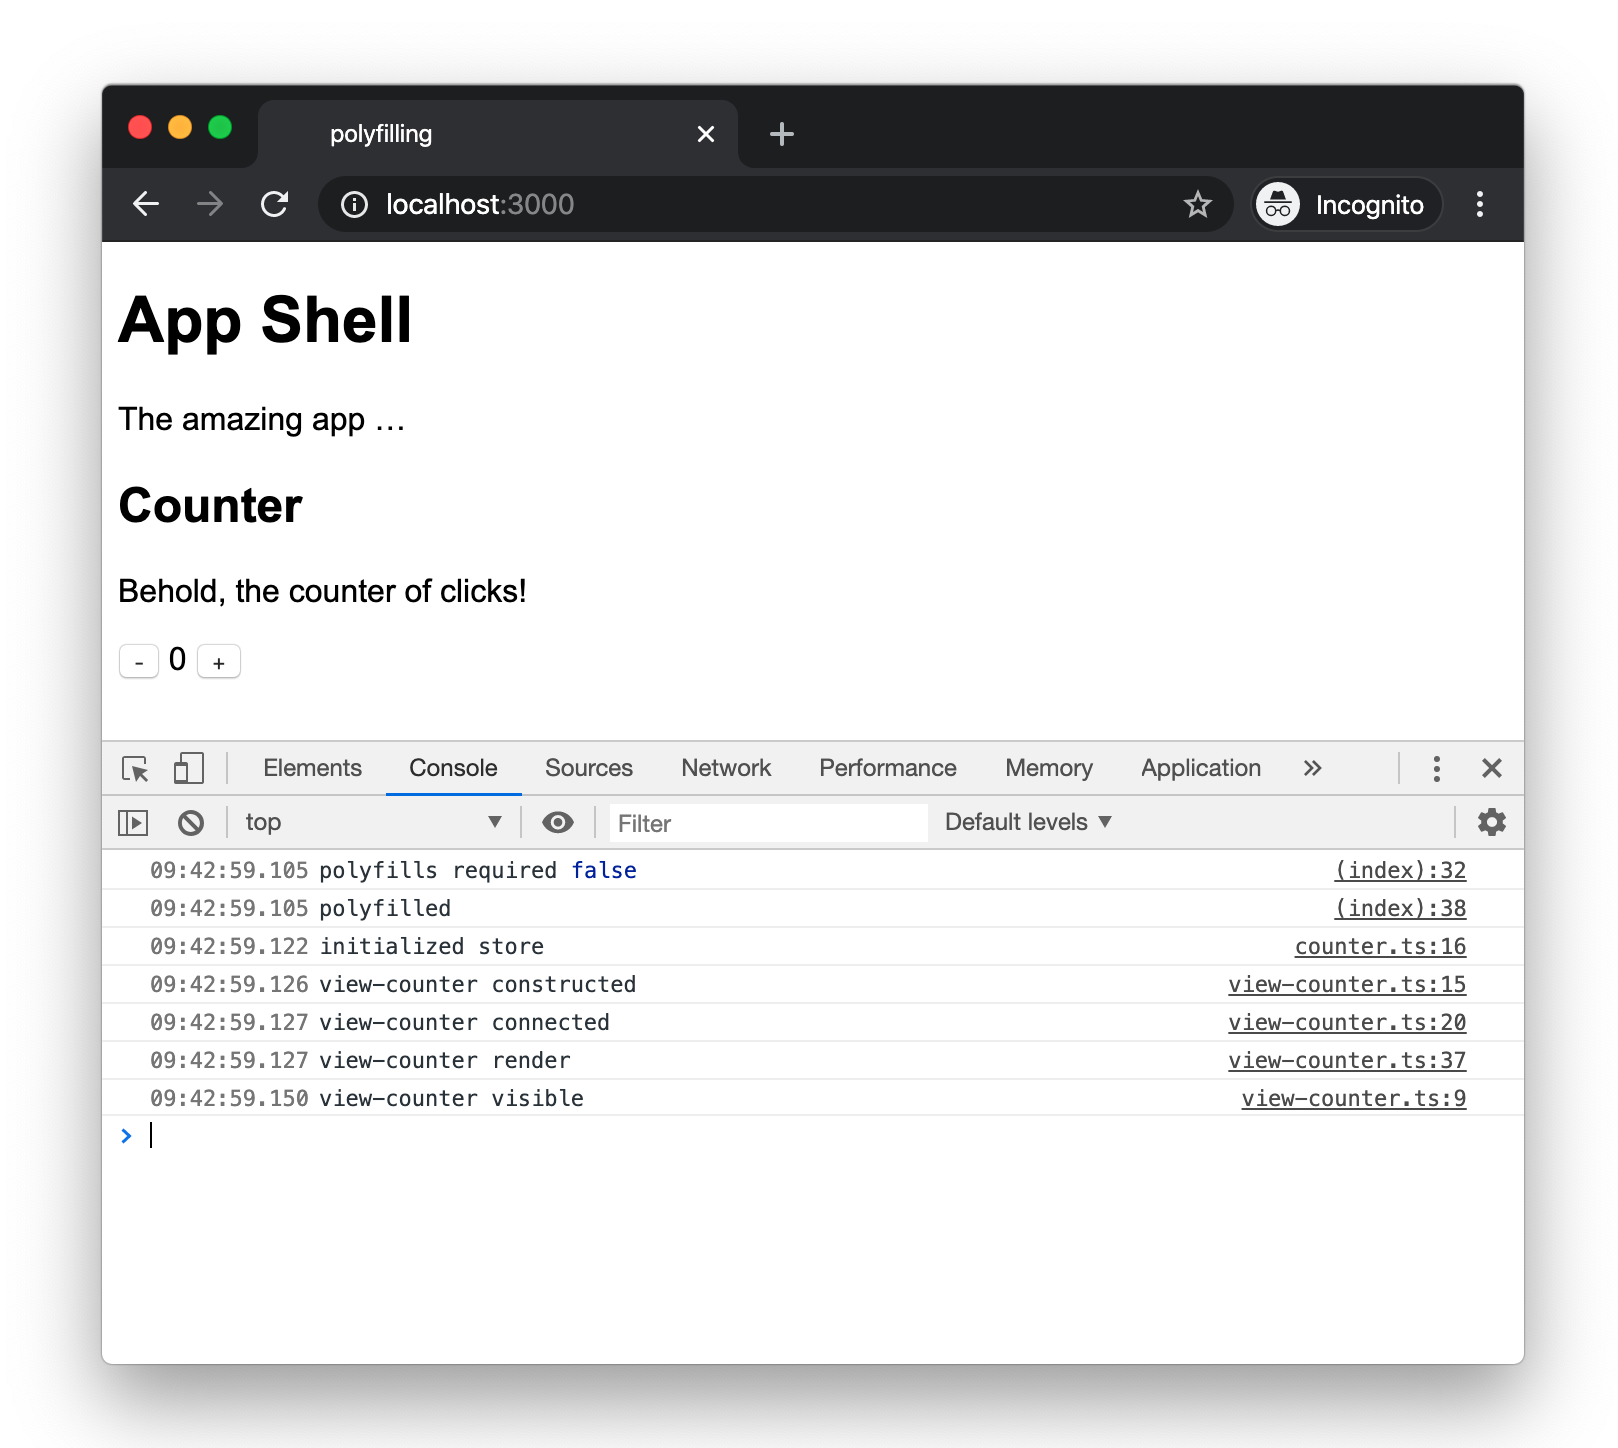 polyfilling
localhost:3000
Incognito
App Shell
The amazing app …
Counter
Behold, the counter of clicks!
- 0 +
Elements Console Sources Network Performance Memory Application »
top ▼ Filter Default levels ▼
09:42:59.105 polyfills required false (index):32
09:42:59.105 polyfilled (index):38
09:42:59.122 initialized store counter.ts:16
09:42:59.126 view-counter constructed view-counter.ts:15
09:42:59.127 view-counter connected view-counter.ts:20
09:42:59.127 view-counter render view-counter.ts:37
09:42:59.150 view-counter visible view-counter.ts:9